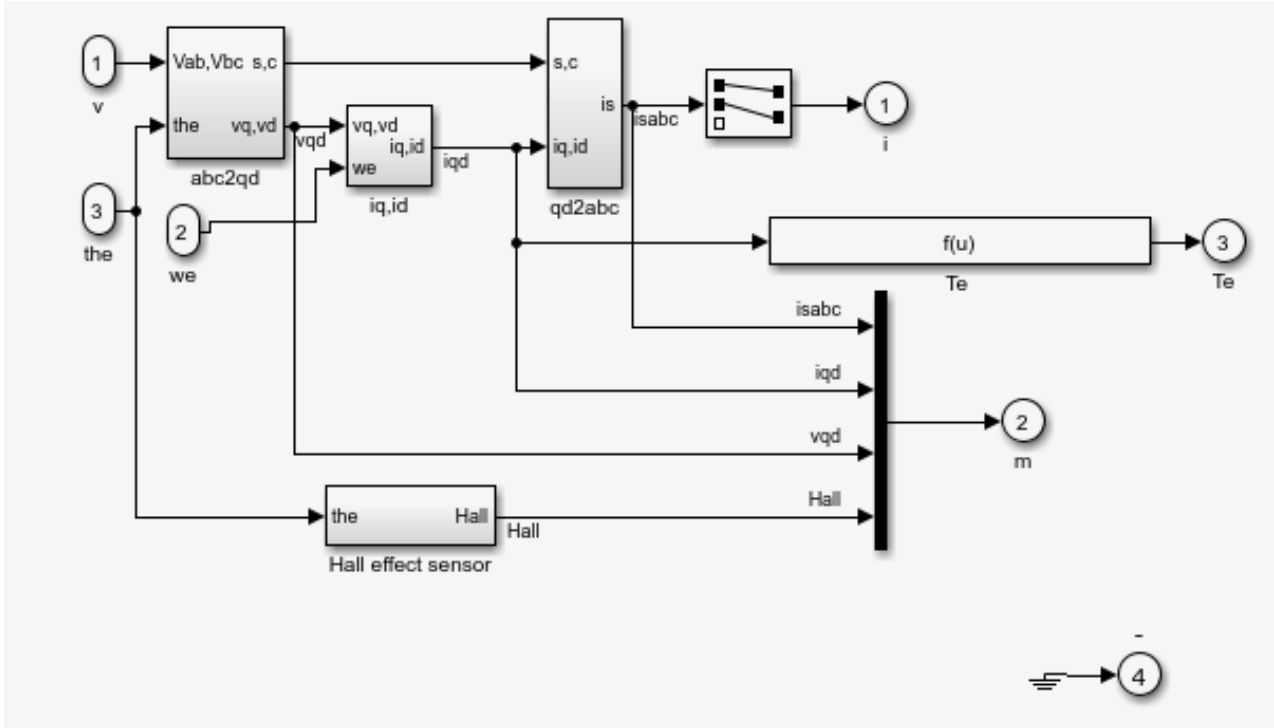 1
v
Vab,Vbc s,c
the vq,vd
abc2qd
vqd
3
the
2
we
vq,vd
iq,id
we
iq,id
iqd
s,c
is
iq,id
qd2abc
isabc
1
i
f(u)
Te
3
Te
isabc
iqd
vqd
Hall
2
m
the Hall
Hall
Hall effect sensor
-
4